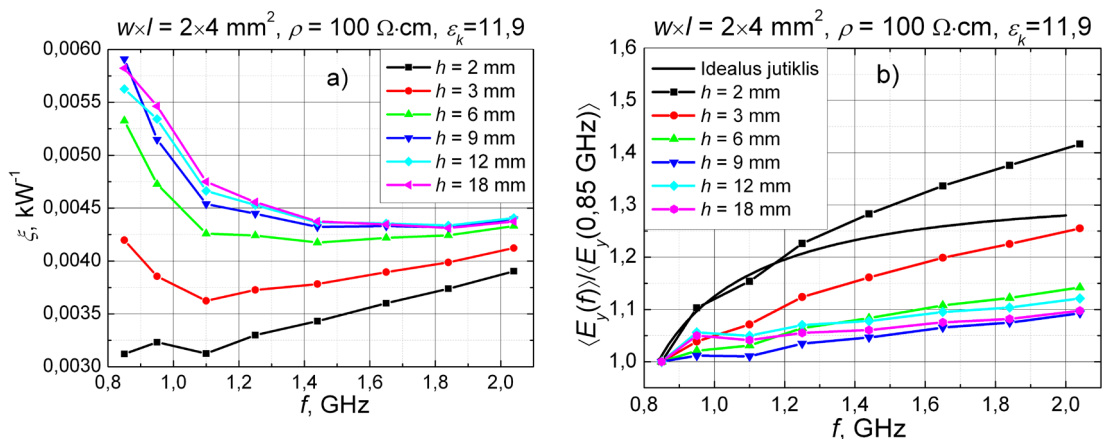 w×l = 2×4 mm², ρ = 100 Ω·cm, ε_k=11,9
a)
ξ, kW⁻¹
0,0060
0,0055
0,0050
0,0045
0,0040
0,0035
0,0030
h = 2 mm
h = 3 mm
h = 6 mm
h = 9 mm
h = 12 mm
h = 18 mm
0,8 1,0 1,2 1,4 1,6 1,8 2,0
f, GHz
w×l = 2×4 mm², ρ = 100 Ω·cm, ε_k=11,9
b)
⟨E_y(f)⟩/⟨E_y(0,85 GHz)⟩
1,6
1,5
1,4
1,3
1,2
1,1
1,0
Idealus jutiklis
h = 2 mm
h = 3 mm
h = 6 mm
h = 9 mm
h = 12 mm
h = 18 mm
0,8 1,0 1,2 1,4 1,6 1,8 2,0
f, GHz